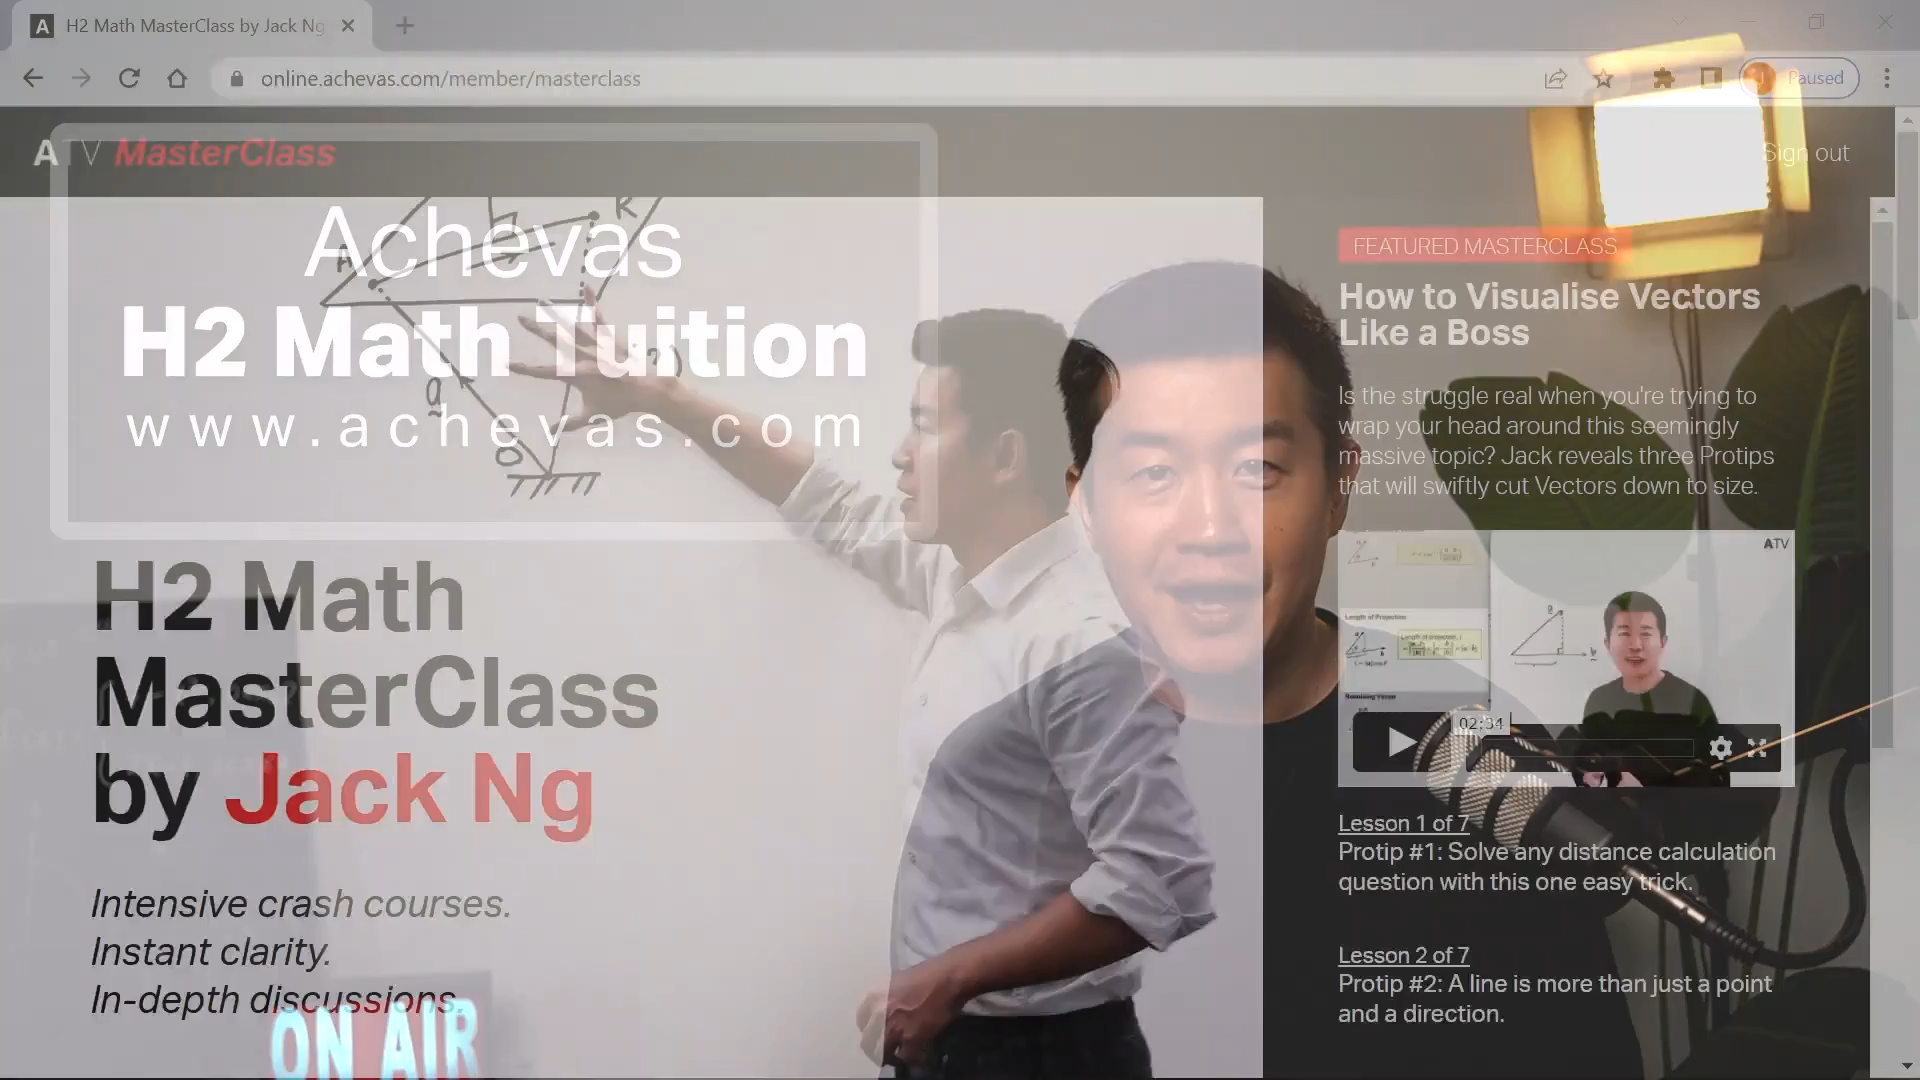 H2 Math MasterClass by Jack Ng
online.achevas.com/member/masterclass
Paused
ATV MasterClass
Sign out
Achevas
H2 Math Tuition
www.achevas.com
A
R
a
O
H2 Math
MasterClass
by Jack Ng
Intensive crash courses.
Instant clarity.
In-depth discussions.
ON AIR
FEATURED MASTERCLASS
How to Visualise Vectors
Like a Boss
Is the struggle real when you're trying to
wrap your head around this seemingly
massive topic? Jack reveals three Protips
that will swiftly cut Vectors down to size.
ATV
Length of Projection
02:34
Lesson 1 of 7
Protip #1: Solve any distance calculation
question with this one easy trick.
Lesson 2 of 7
Protip #2: A line is more than just a point
and a direction.